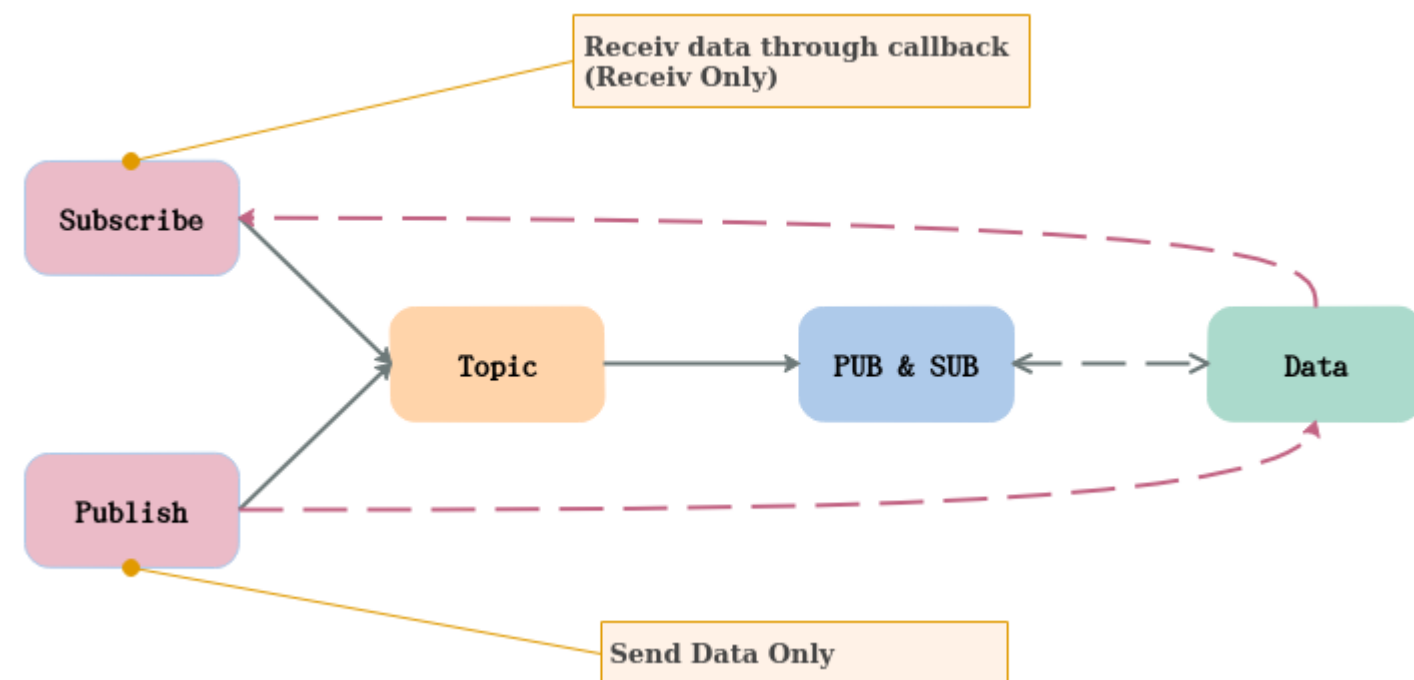 Receiv data through callback
(Receiv Only)
Subscribe
Topic
PUB & SUB
Data
Publish
Send Data Only